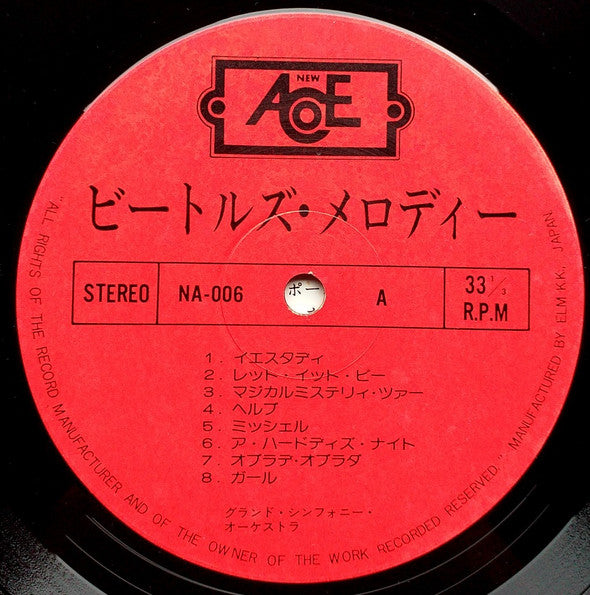 NEW
ACE
ビートルズ・メロディー
STEREO
NA-006
ポー
A
33 1/3
R.P.M
1. イエスタディ
2. レット・イット・ビー
3. マジカルミステリィ・ツァー
4. ヘルプ
5. ミッシェル
6. ア・ハードディズ・ナイト
7. オブラデ・オブラダ
8. ガール
グランド・シンフォニー・
オーケストラ
"ALL RIGHTS OF THE RECORD MANUFACTURER AND OF THE OWNER OF THE WORK RECORDED RESERVED." MANUFACTURED BY ELM K.K. JAPAN